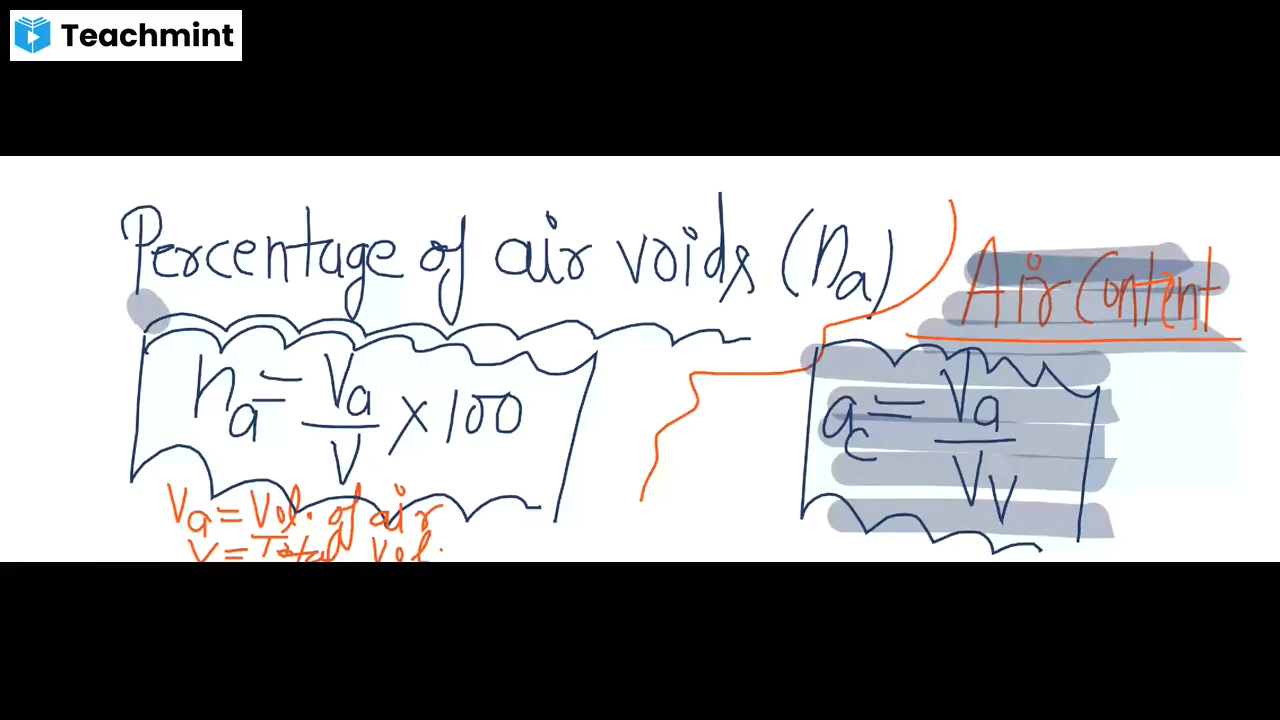 Teachmint
Percentage of air voids (na)
Air Content
na = Va/V × 100
ac = Va/Vv
Va = Vol. of air
V = Total Vol.